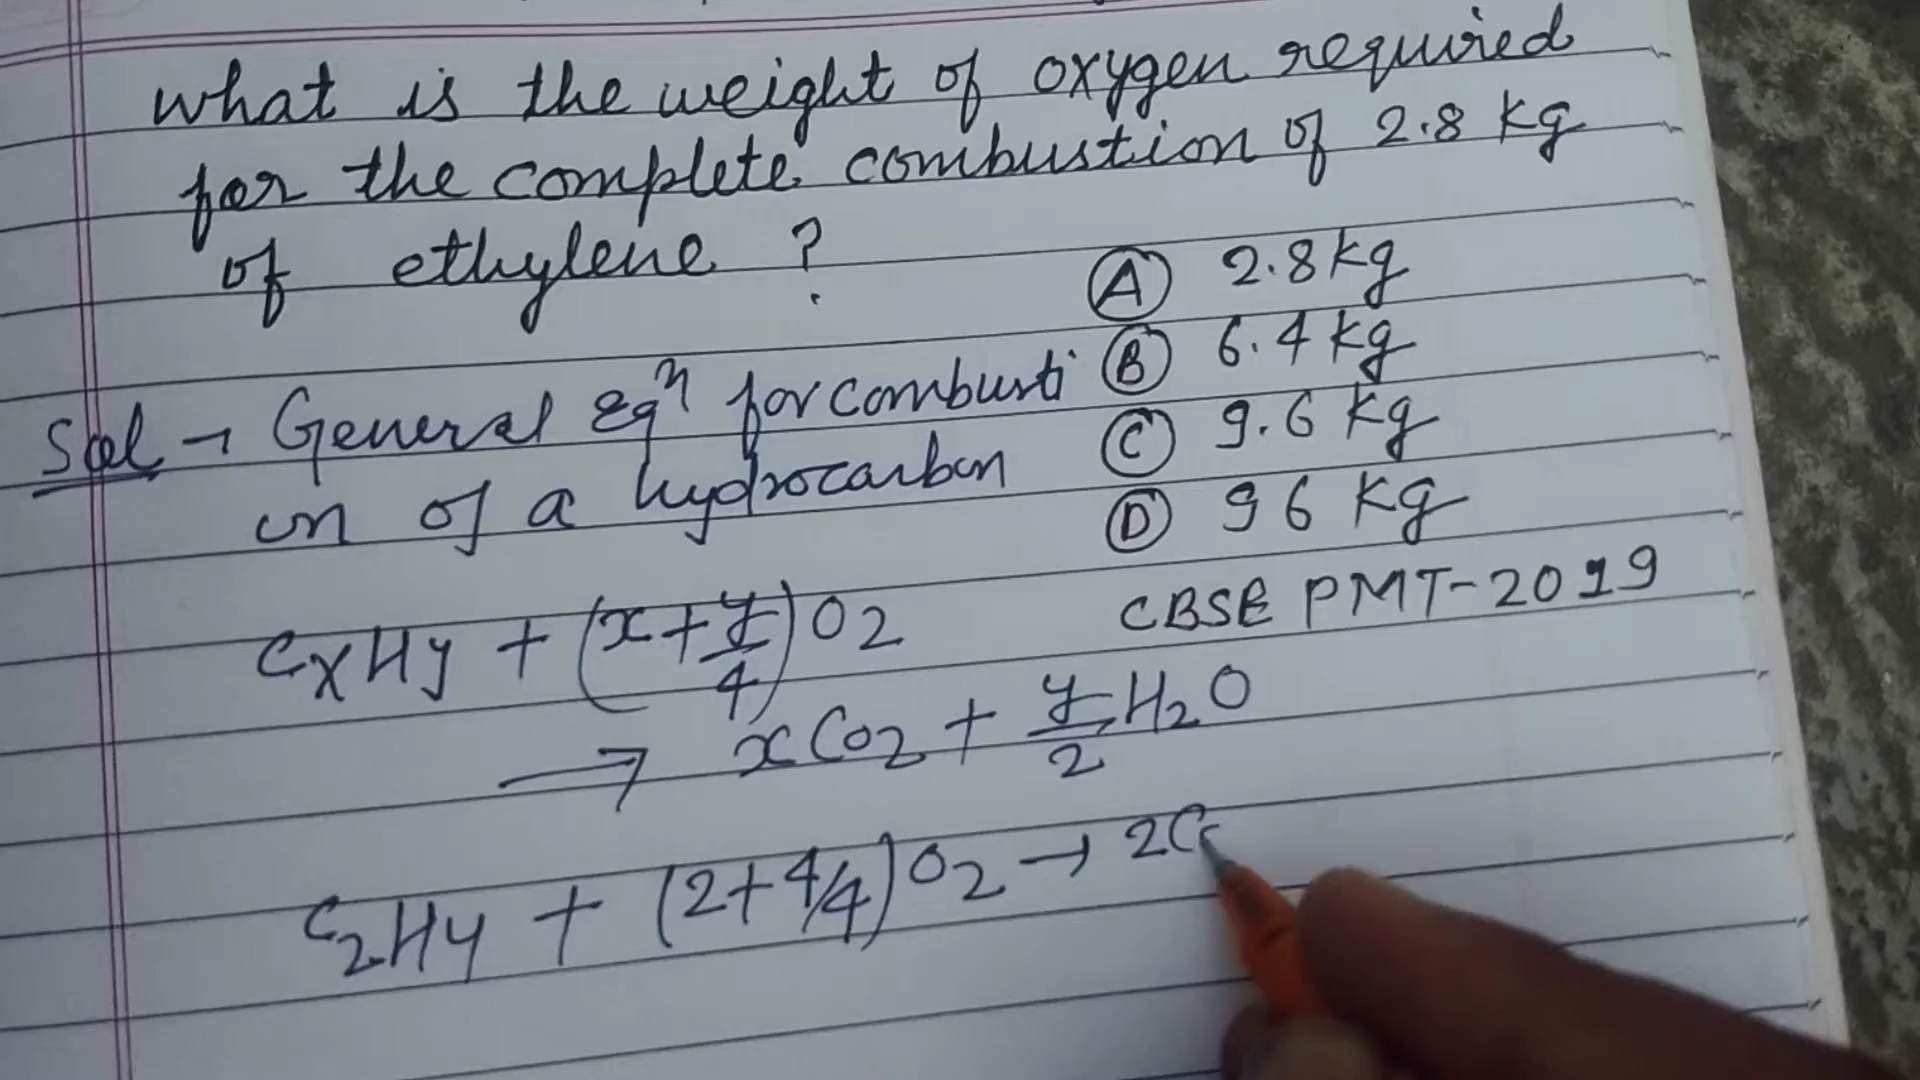 what is the weight of oxygen required
for the complete combustion of 2.8 kg
of ethylene ?
(A) 2.8 kg
(B) 6.4 kg
(C) 9.6 kg
(D) 96 kg
CBSE PMT-2019
Sol → General Eqⁿ for combusti
on of a hydrocarbon
CxHy + (x+y/4)O2
→ xCO2 + y/2 H2O
C2H4 + (2+4/4)O2 → 2C